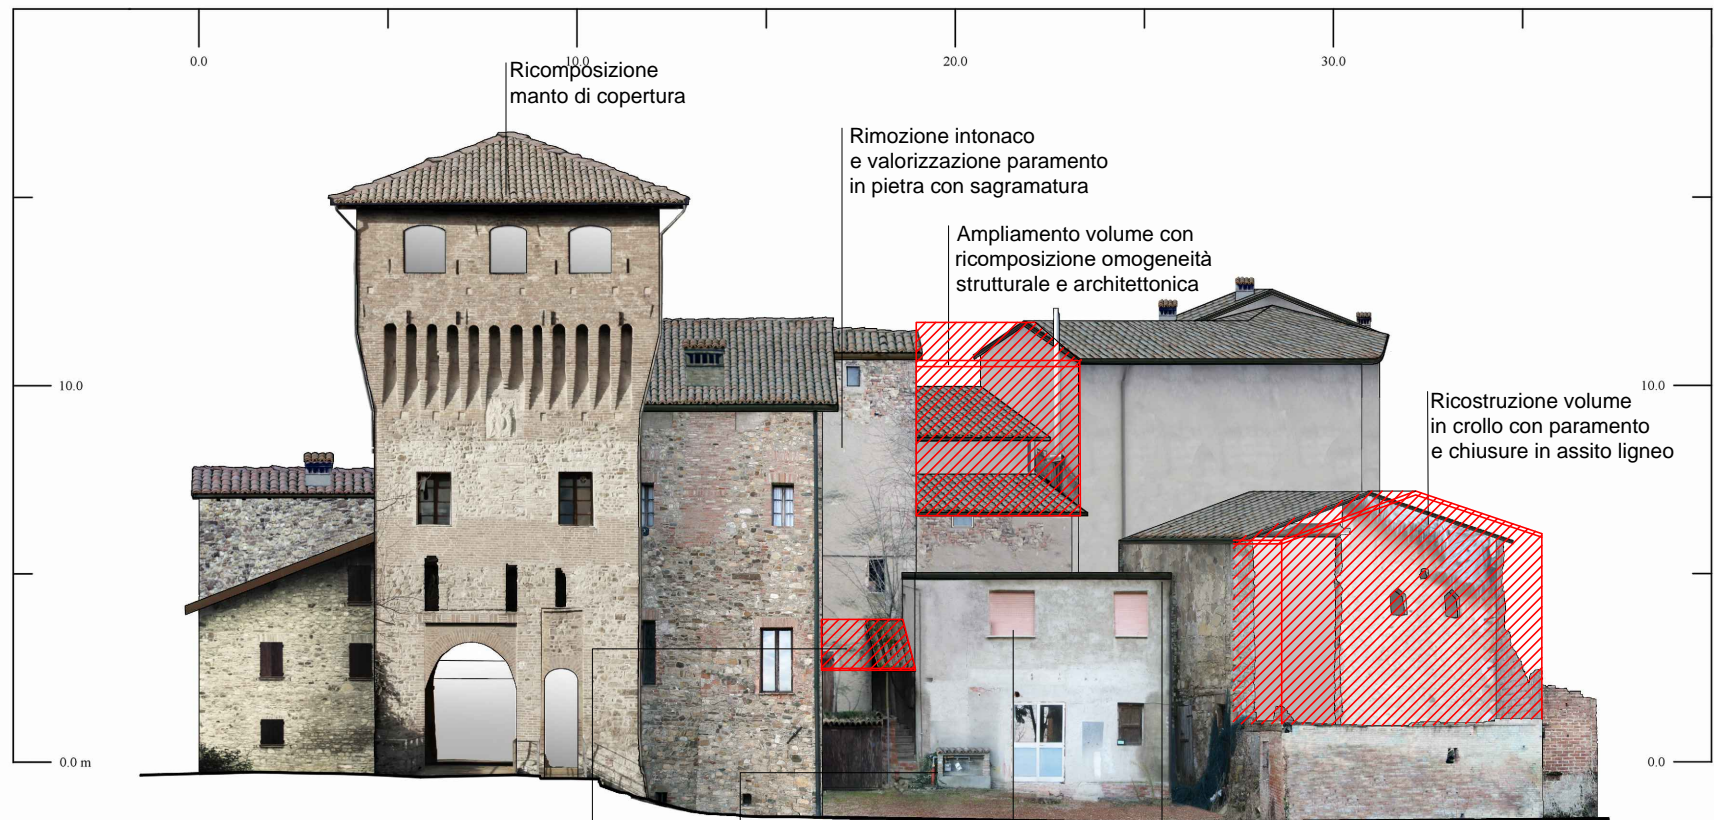 0.0
10.0
20.0
30.0
Ricomposizione
manto di copertura
Rimozione intonaco
e valorizzazione paramento
in pietra con sagramatura
Ampliamento volume con
ricomposizione omogeneità
strutturale e architettonica
10.0
10.0
Ricostruzione volume
in crollo con paramento
e chiusure in assito ligneo
0.0 m
0.0